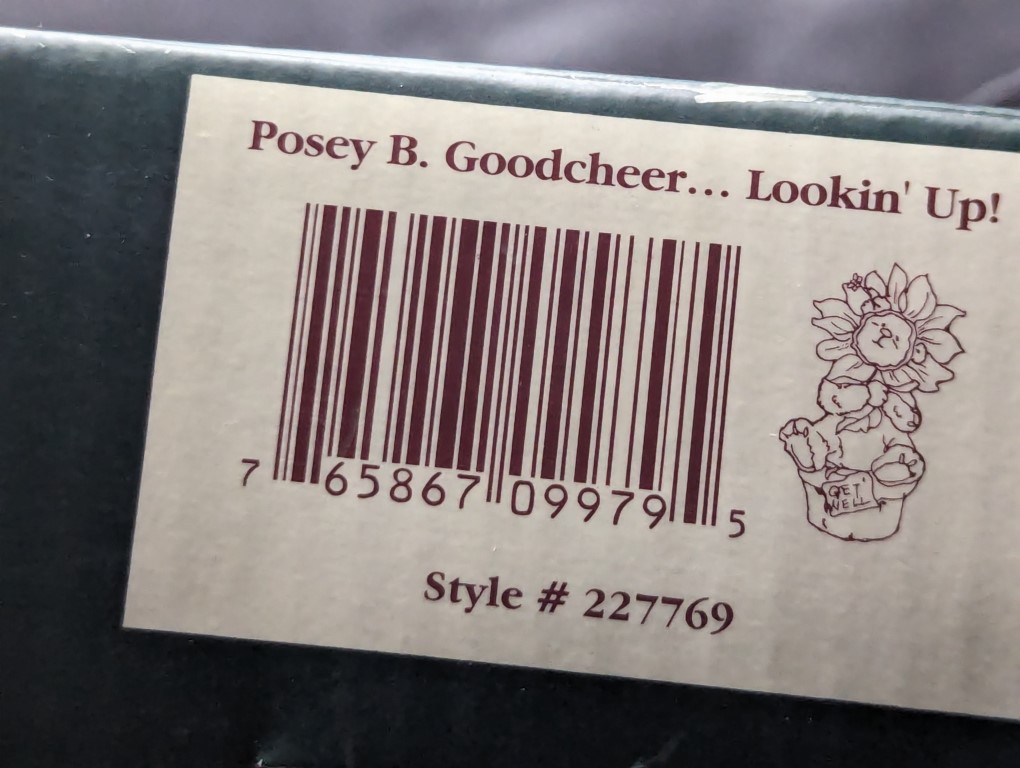 Posey B. Goodcheer... Lookin' Up!
7 65867 09979 5
GET
WELL
Style # 227769